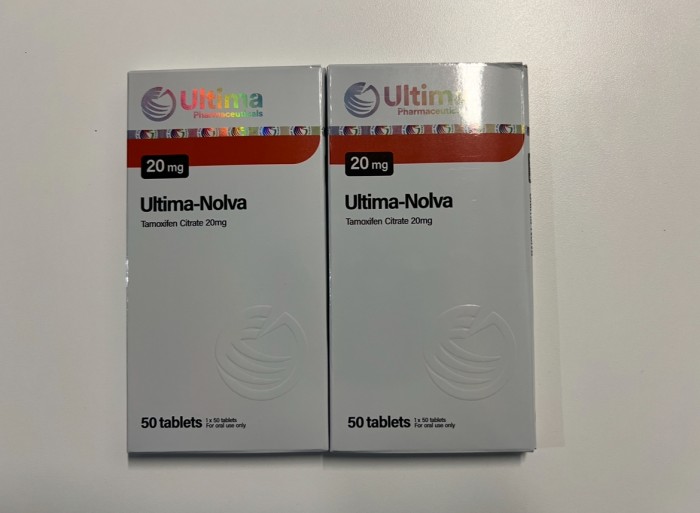 Ultima
Pharmaceuticals
20 mg
Ultima-Nolva
Tamoxifen Citrate 20mg
50 tablets
1 x 50 tablets
For oral use only
Ultima
Pharmaceuticals
20 mg
Ultima-Nolva
Tamoxifen Citrate 20mg
50 tablets
1 x 50 tablets
For oral use only